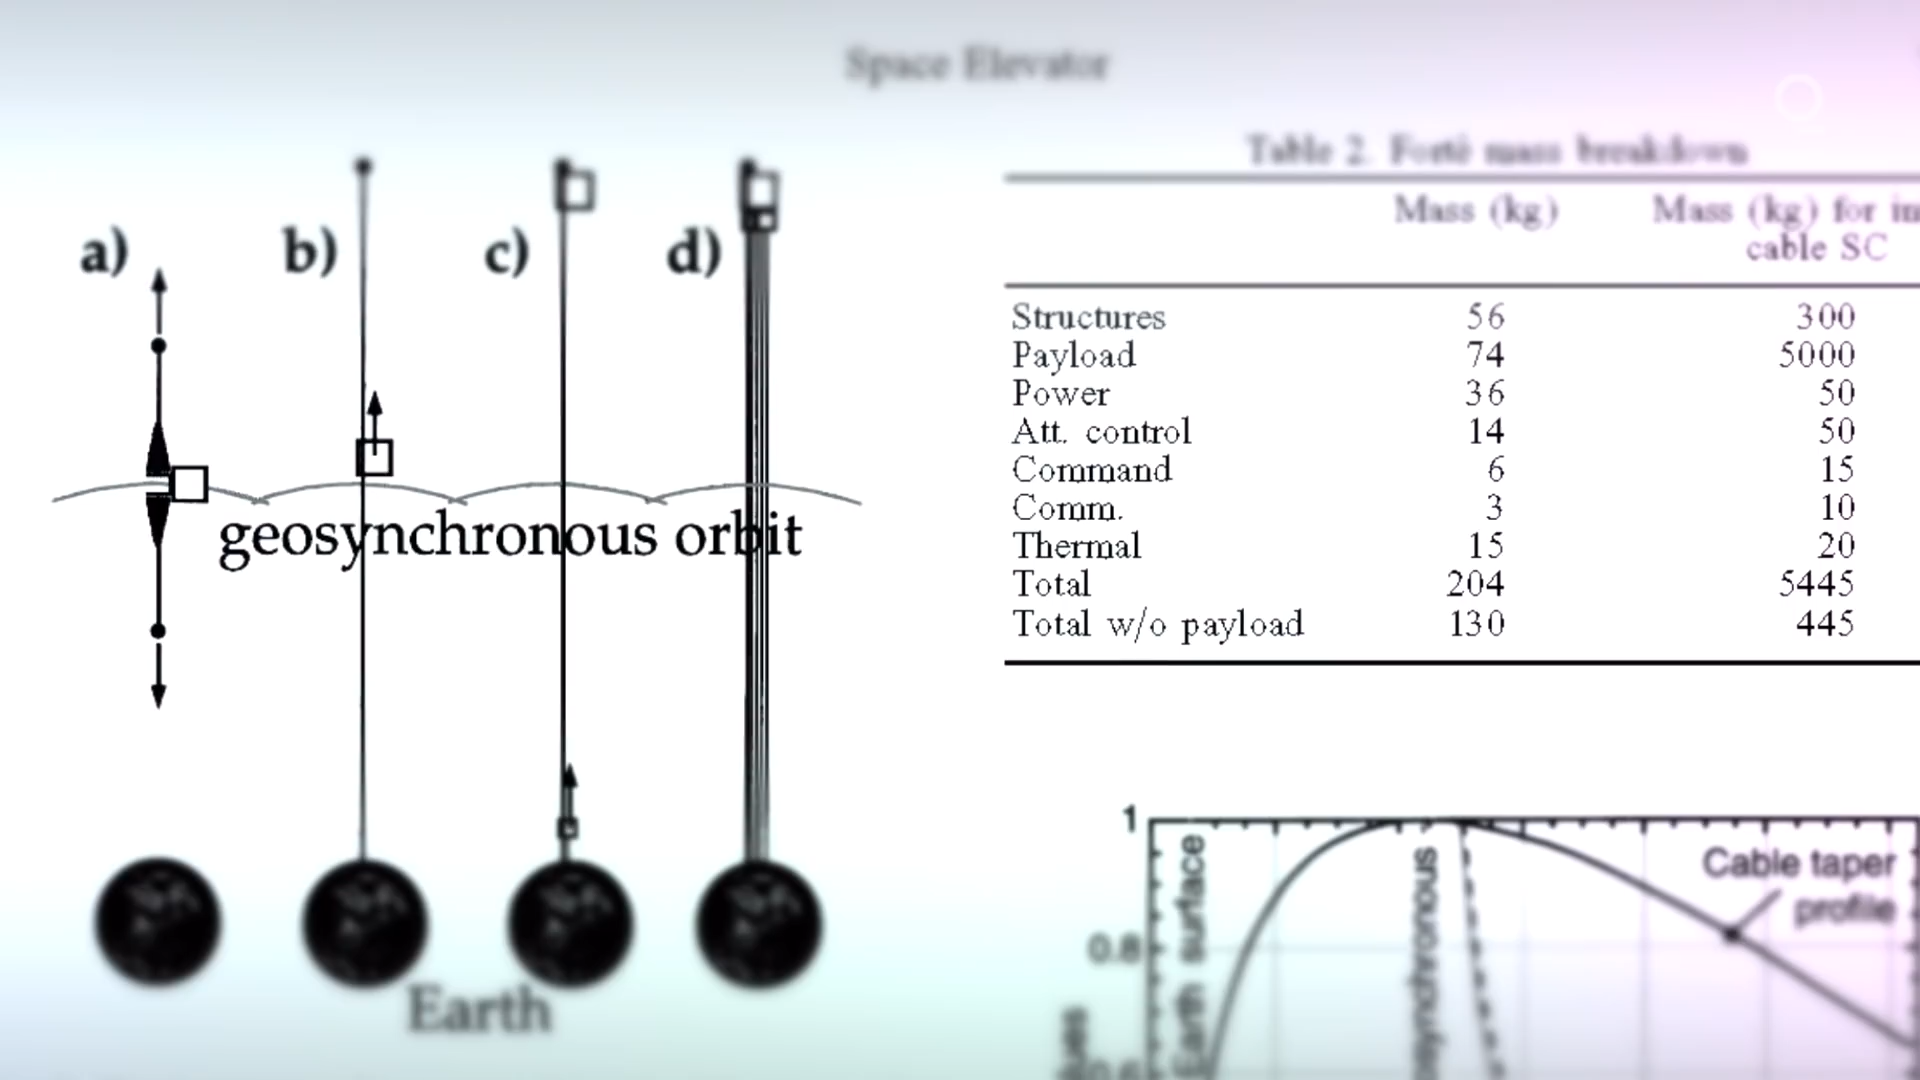 Space Elevator
a)
b)
c)
d)
geosynchronous orbit
Earth
Table 2. Forté mass breakdown
Mass (kg) Mass (kg) for
cable SC
Structures 56 300
Payload 74 5000
Power 36 50
Att. control 14 50
Command 6 15
Comm. 3 10
Thermal 15 20
Total 204 5445
Total w/o payload 130 445
1
0.8
0.6
Earth surface
Cable taper
profile